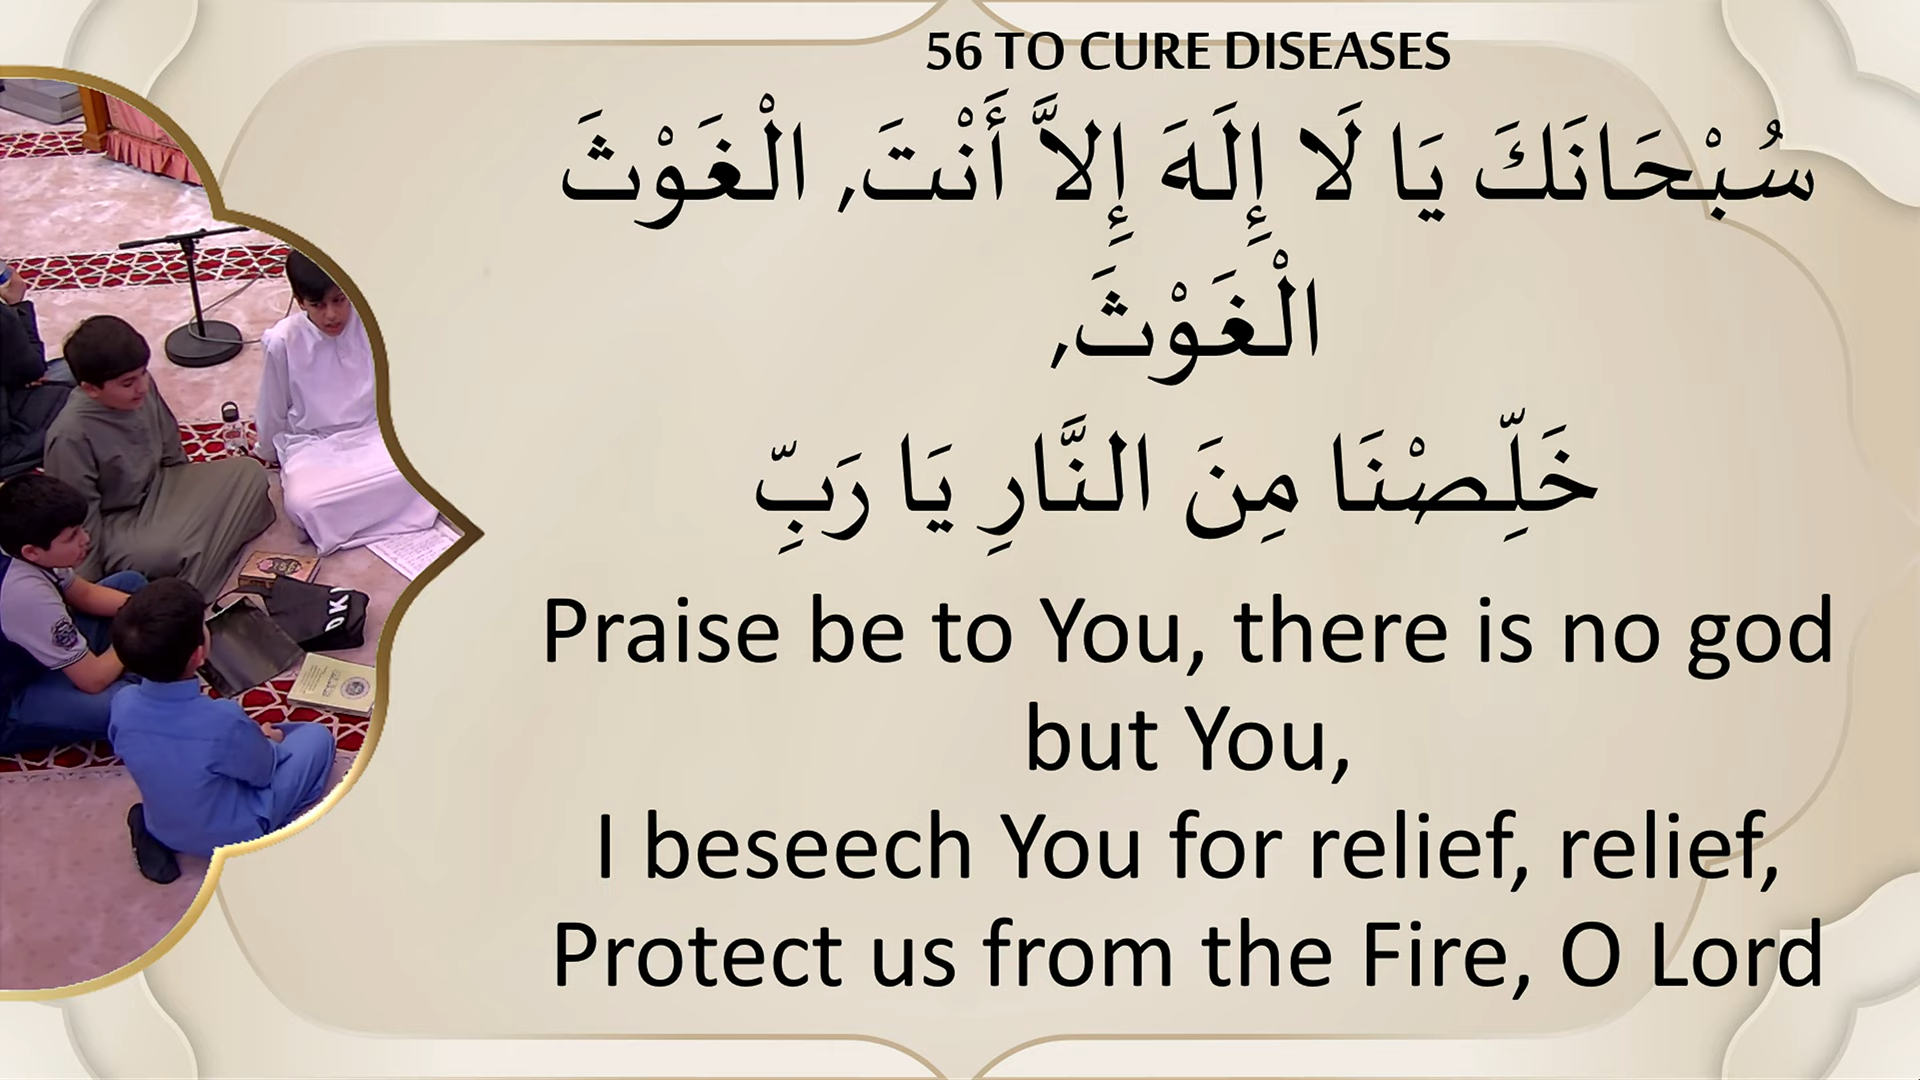 56 TO CURE DISEASES
سُبْحَانَكَ يَا لَا إِلَهَ إِلاَّ أَنْتَ, الْغَوْثَ
الْغَوْثَ,
خَلِّصْنَا مِنَ النَّارِ يَا رَبِّ
Praise be to You, there is no god
but You,
I beseech You for relief, relief,
Protect us from the Fire, O Lord